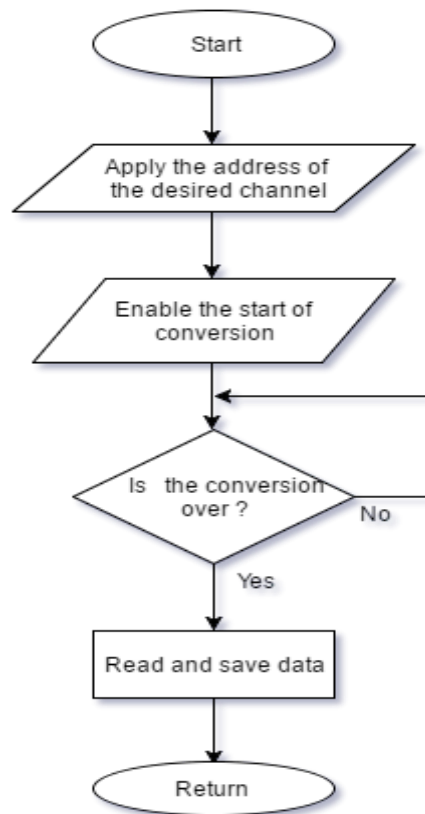 Start
Apply the address of
the desired channel
Enable the start of
conversion
Is the conversion
over ?
No
Yes
Read and save data
Return